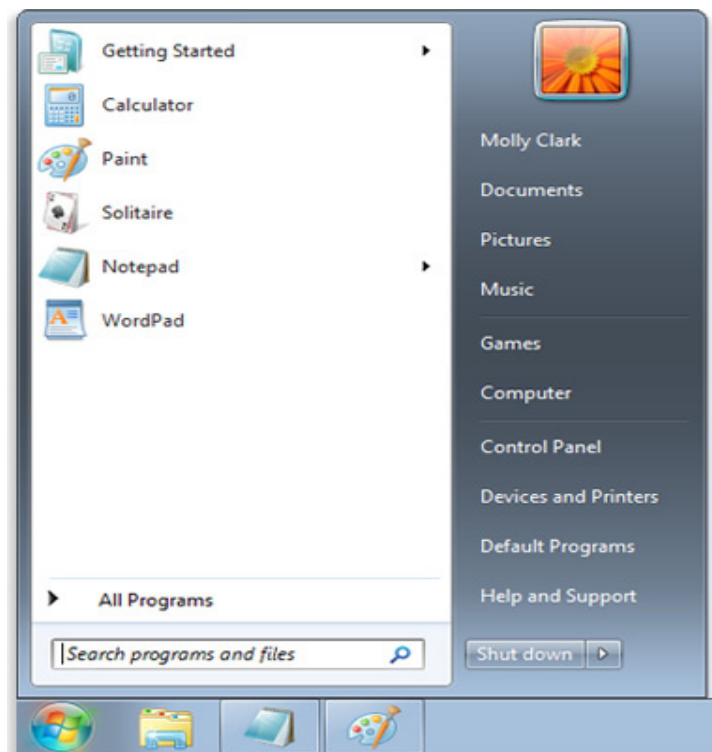 Getting Started
Calculator
Paint
Solitaire
Notepad
WordPad
All Programs
Search programs and files
Molly Clark
Documents
Pictures
Music
Games
Computer
Control Panel
Devices and Printers
Default Programs
Help and Support
Shut down